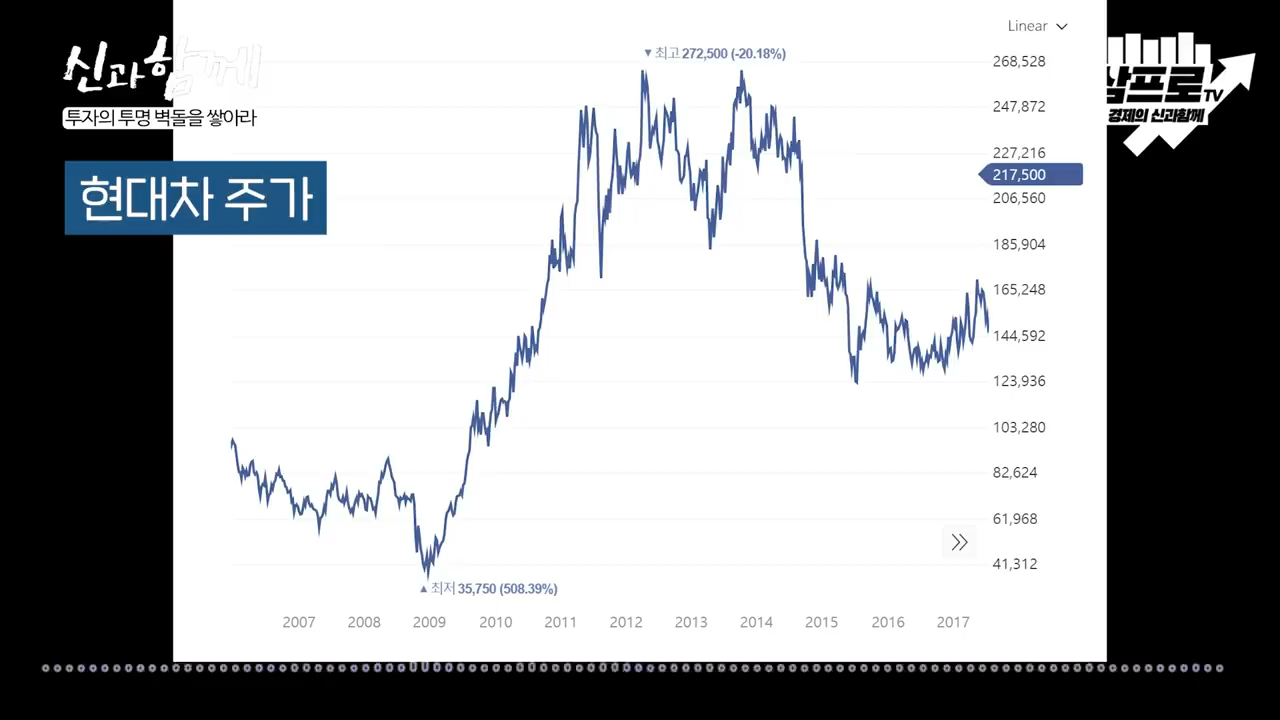 신과함께
투자의 투명 벽돌을 쌓아라
현대차 주가
삼프로TV
경제의 신과함께
Linear
▼최고 272,500 (-20.18%)
268,528
247,872
227,216
217,500
206,560
185,904
165,248
144,592
123,936
103,280
82,624
61,968
41,312
▲최저 35,750 (508.39%)
2007 2008 2009 2010 2011 2012 2013 2014 2015 2016 2017